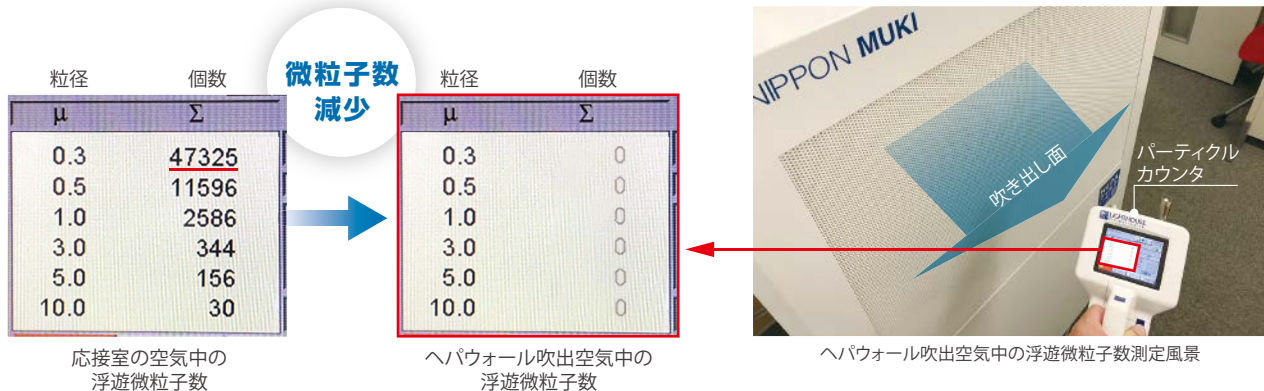 微粒子数
減少
粒径 個数
μ Σ
0.3 47325
0.5 11596
1.0 2586
3.0 344
5.0 156
10.0 30
応接室の空気中の
浮遊微粒子数
粒径 個数
μ Σ
0.3 0
0.5 0
1.0 0
3.0 0
5.0 0
10.0 0
ヘパウォール吹出空気中の
浮遊微粒子数
NIPPON MUKI
吹き出し面
パーティクル
カウンタ
LIGHTHOUSE
ヘパウォール吹出空気中の浮遊微粒子数測定風景